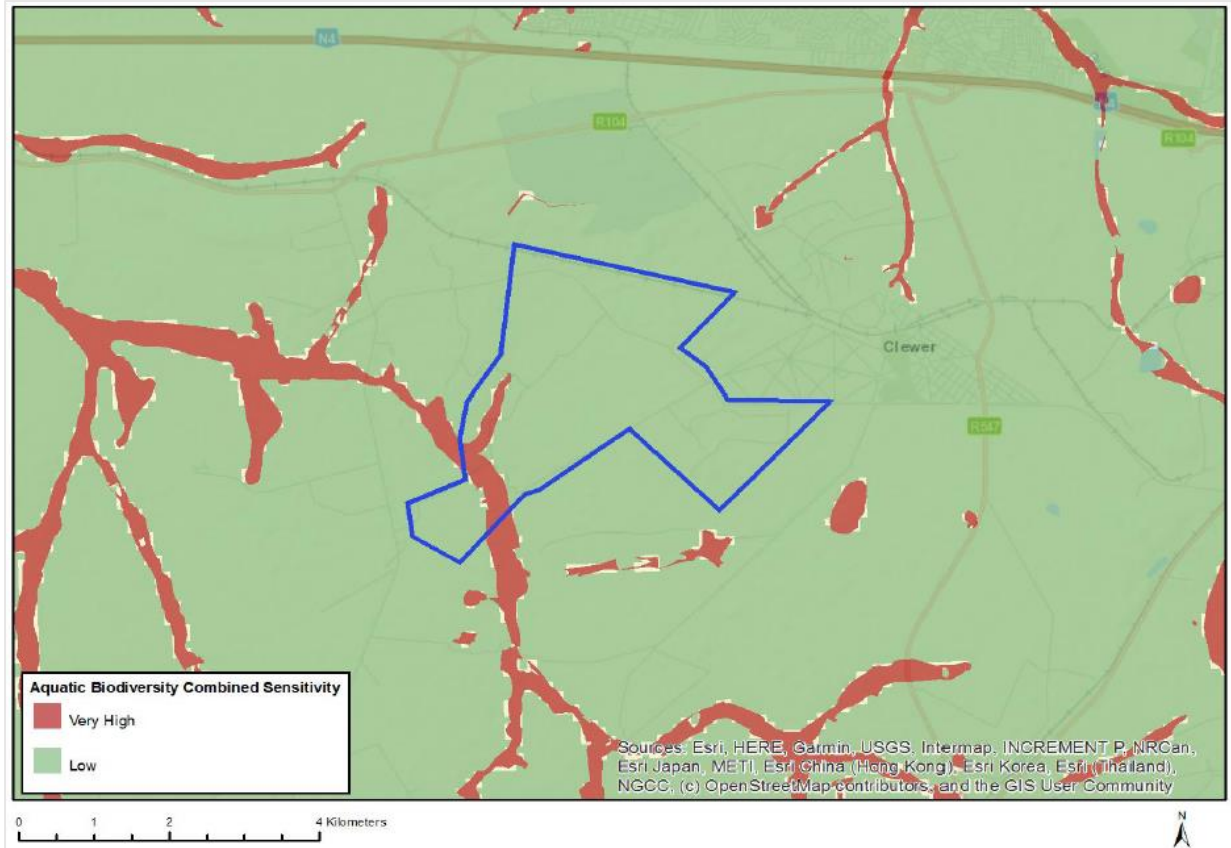 N4
R104
R104
Clewer
R547
Aquatic Biodiversity Combined Sensitivity
Very High
Low
Sources: Esri, HERE, Garmin, USGS, Intermap, INCREMENT P, NRCan,
Esri Japan, METI, Esri China (Hong Kong), Esri Korea, Esri (Thailand),
NGCC, (c) OpenStreetMap contributors, and the GIS User Community
0 1 2 4 Kilometers
N